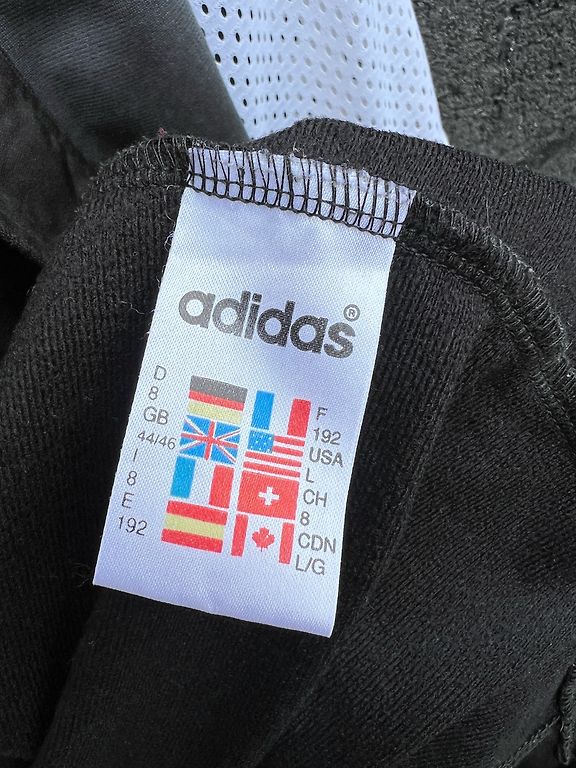 adidas®
D
8
GB
44/46
I
8
E
192
F
192
USA
L
CH
8
CDN
L/G